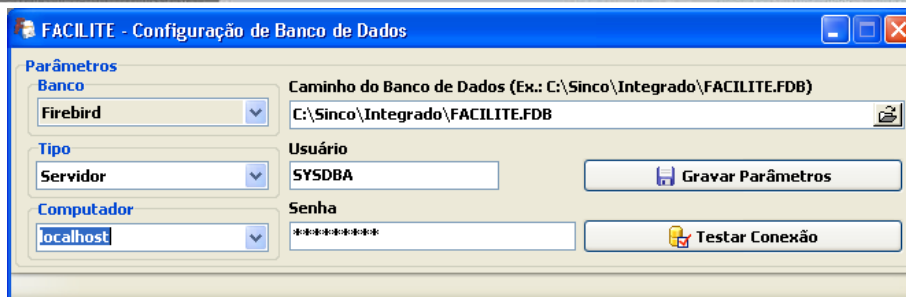 FACILITE - Configuração de Banco de Dados
Parâmetros
Banco
Caminho do Banco de Dados (Ex.: C:\Sinco\Integrado\FACILITE.FDB)
Firebird
C:\Sinco\Integrado\FACILITE.FDB
Tipo
Usuário
Servidor
SYSDBA
Gravar Parâmetros
Computador
Senha
localhost
*********
Testar Conexão